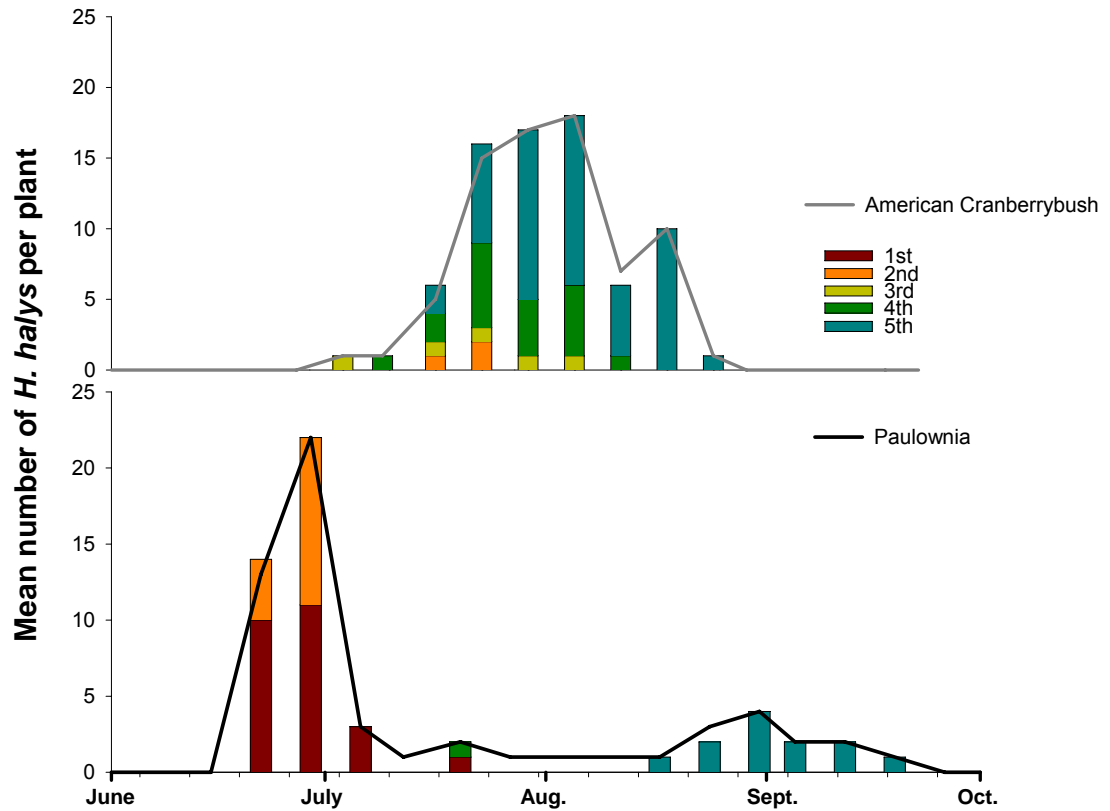 Mean number of H. halys per plant
25
20
15
10
5
0
American Cranberrybush
1st
2nd
3rd
4th
5th
25
20
15
10
5
0
Paulownia
June July Aug. Sept. Oct.